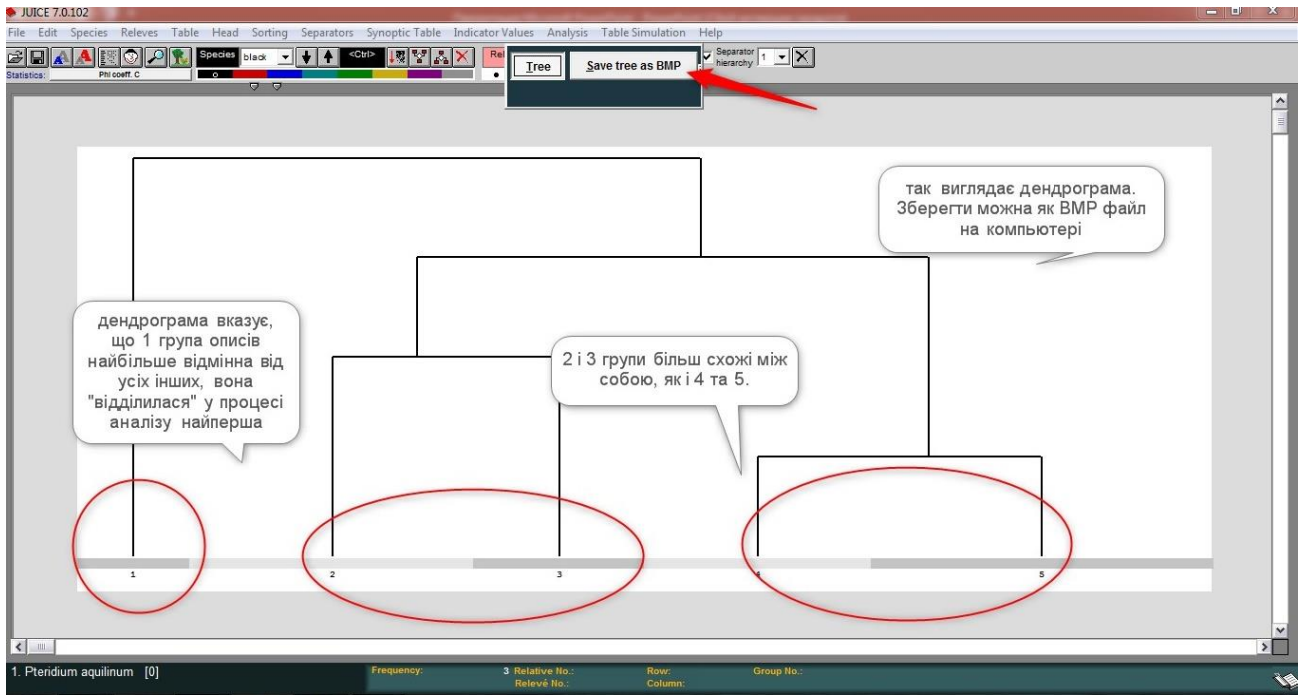 JUICE 7.0.102
File Edit Species Releves Table Head Sorting Separators Synoptic Table Indicator Values Analysis Table Simulation Help
Species black <Ctrl> Rel
Tree Save tree as BMP
Separator hierarchy 1
Statistics: Phi coeff. C
так виглядає дендрограма.
Зберегти можна як BMP файл
на компьютері
дендрограма вказує,
що 1 група описів
найбільше відмінна від
усіх інших, вона
"відділилася" у процесі
аналізу найперша
2 і 3 групи більш схожі між
собою, як і 4 та 5.
1 2 3 4 5
1. Pteridium aquilinum [0] Frequency: 3 Relative No.: Row: Group No.:
Relevé No.: Column: